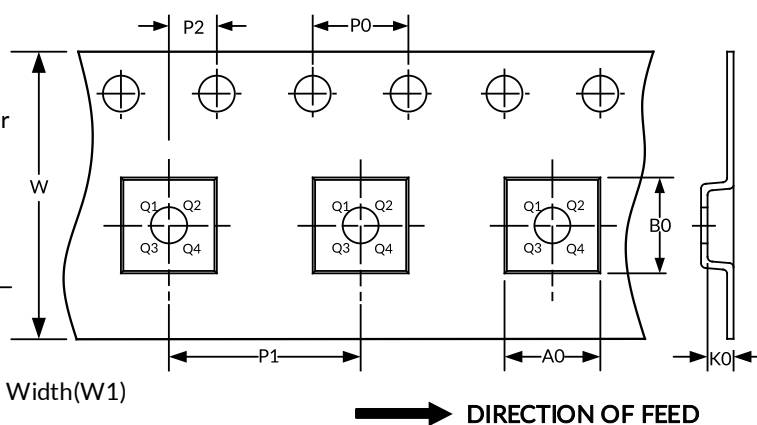 P2 P0
r
W
Q1 Q2 Q1 Q2 Q1 Q2
B0
Q3 Q4 Q3 Q4 Q3 Q4
P1 A0 K0
Width(W1)
DIRECTION OF FEED